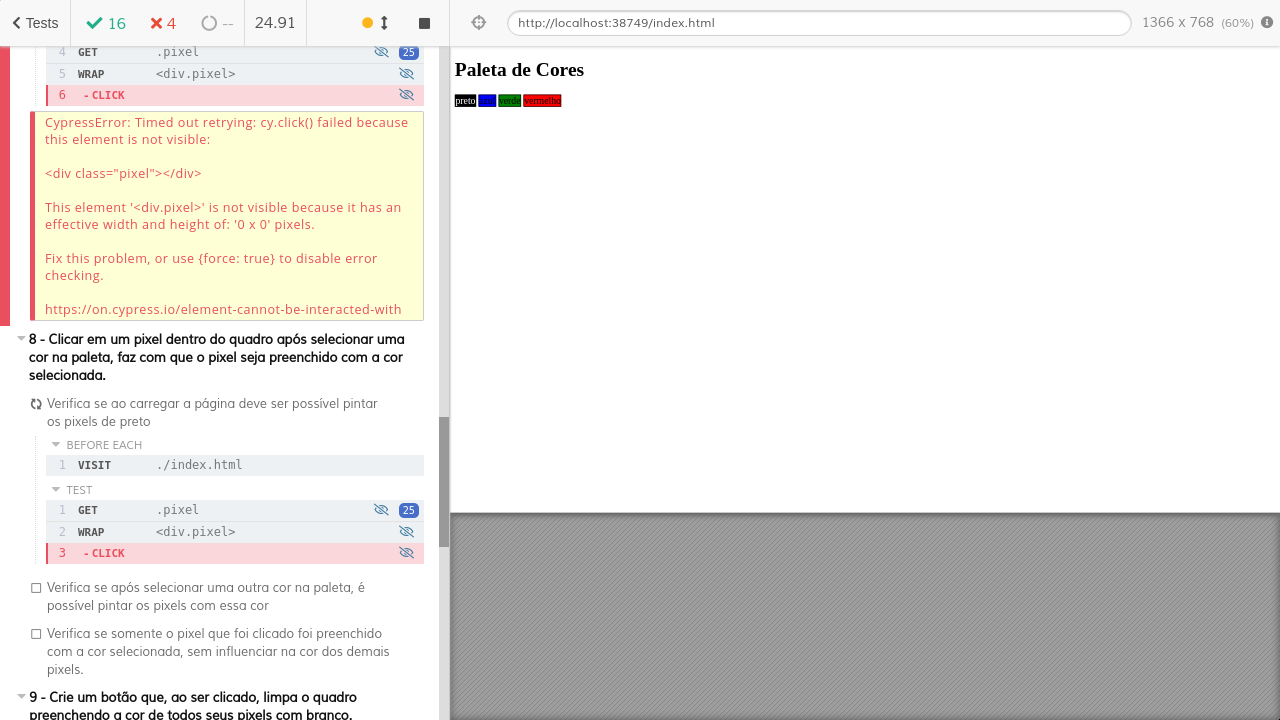 Tests
16
4
--
24.91
http://localhost:38749/index.html
1366 x 768 (60%)
4 GET .pixel 25
5 WRAP <div.pixel>
6 -CLICK
CypressError: Timed out retrying: cy.click() failed because
this element is not visible:
<div class="pixel"></div>
This element '<div.pixel>' is not visible because it has an
effective width and height of: '0 x 0' pixels.
Fix this problem, or use {force: true} to disable error
checking.
https://on.cypress.io/element-cannot-be-interacted-with
8 - Clicar em um pixel dentro do quadro após selecionar uma
cor na paleta, faz com que o pixel seja preenchido com a cor
selecionada.
Verifica se ao carregar a página deve ser possível pintar
os pixels de preto
BEFORE EACH
1 VISIT ./index.html
TEST
1 GET .pixel 25
2 WRAP <div.pixel>
3 -CLICK
Verifica se após selecionar uma outra cor na paleta, é
possível pintar os pixels com essa cor
Verifica se somente o pixel que foi clicado foi preenchido
com a cor selecionada, sem influenciar na cor dos demais
pixels.
9 - Crie um botão que, ao ser clicado, limpa o quadro
preenchendo a cor de todos seus pixels com branco.
Paleta de Cores
preto verde vermelho